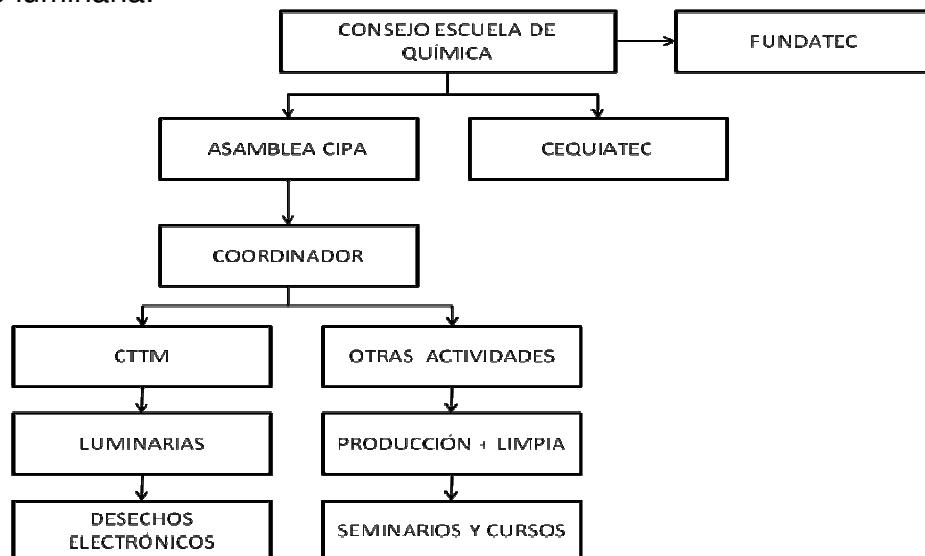 luminaria.
CONSEJO ESCUELA DE
QUÍMICA
FUNDATEC
ASAMBLEA CIPA
CEQUIATEC
COORDINADOR
CTTM
OTRAS ACTIVIDADES
LUMINARIAS
PRODUCCIÓN + LIMPIA
DESECHOS
ELECTRÓNICOS
SEMINARIOS Y CURSOS